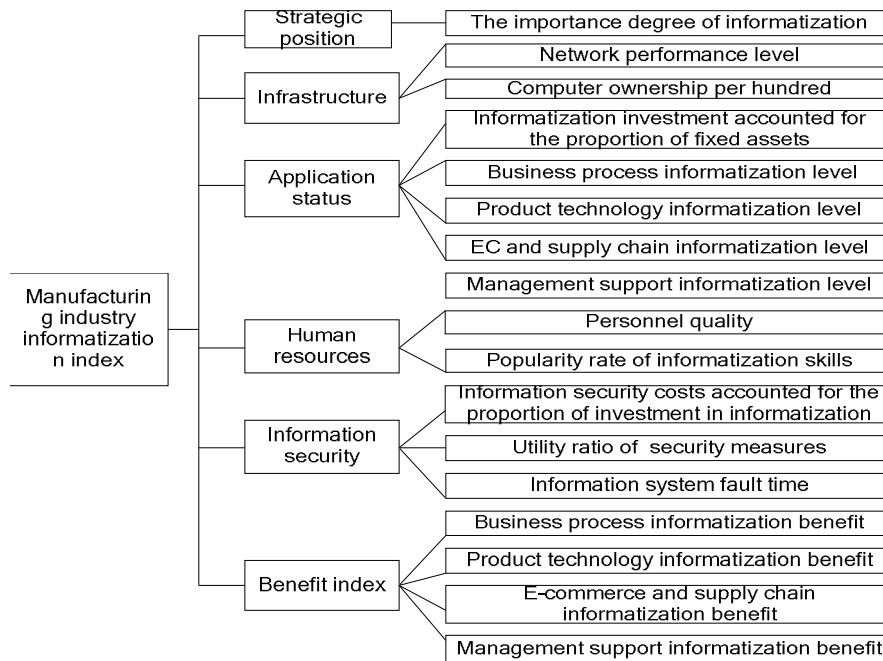 Strategic
position
The importance degree of informatization
Infrastructure
Network performance level
Computer ownership per hundred
Application
status
Informatization investment accounted for
the proportion of fixed assets
Business process informatization level
Product technology informatization level
EC and supply chain informatization level
Management support informatization level
Manufacturin
g industry
informatizatio
n index
Human
resources
Personnel quality
Popularity rate of informatization skills
Information
security
Information security costs accounted for the
proportion of investment in informatization
Utility ratio of security measures
Information system fault time
Benefit index
Business process informatization benefit
Product technology informatization benefit
E-commerce and supply chain
informatization benefit
Management support informatization benefit